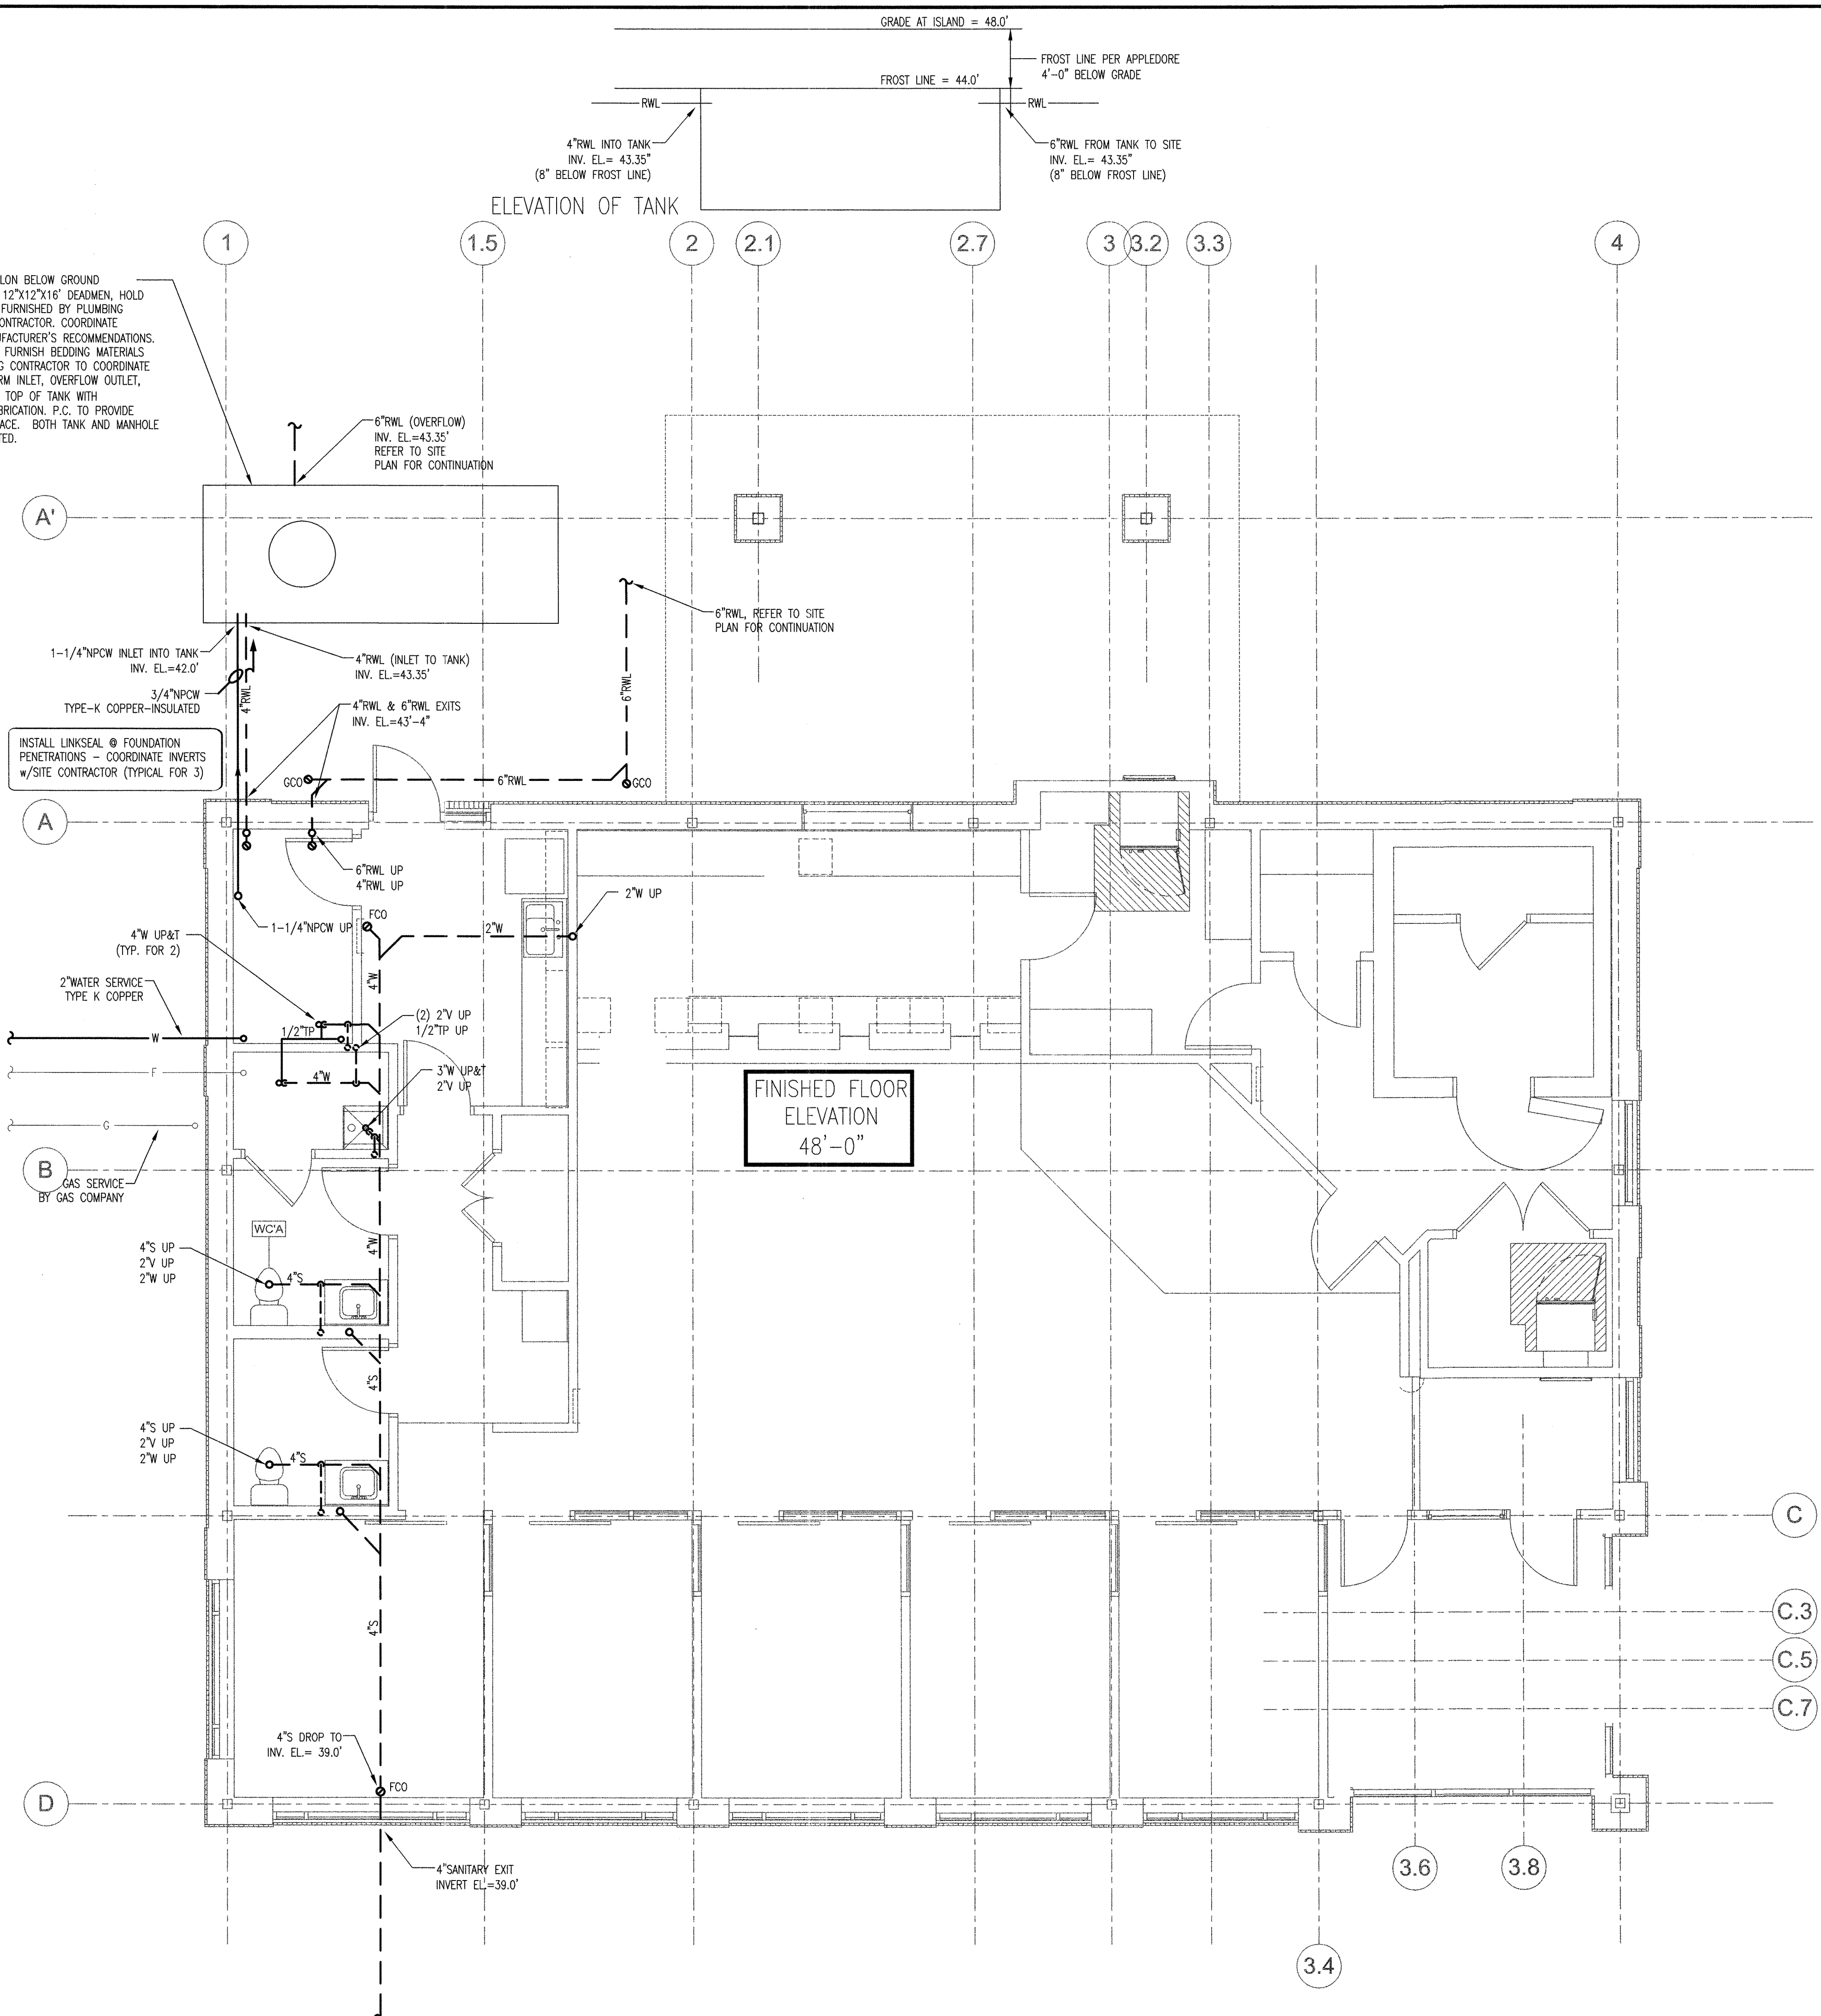 GRADE AT ISLAND = 48.0'
FROST LINE PER APPLEDORE
4'-0" BELOW GRADE
FROST LINE = 44.0'
RWL
RWL
4"RWL INTO TANK
INV. EL.= 43.35"
(8" BELOW FROST LINE)
6"RWL FROM TANK TO SITE
INV. EL.= 43.35"
(8" BELOW FROST LINE)
ELEVATION OF TANK
1
1.5
2
2.1
2.7
3
3.2
3.3
4
LON BELOW GROUND
12"X12"X16' DEADMEN, HOLD
FURNISHED BY PLUMBING
ONTRACTOR. COORDINATE
UFACTURER'S RECOMMENDATIONS.
FURNISH BEDDING MATERIALS
G CONTRACTOR TO COORDINATE
RM INLET, OVERFLOW OUTLET,
TOP OF TANK WITH
BRICATION. P.C. TO PROVIDE
ACE. BOTH TANK AND MANHOLE
TED.
6"RWL (OVERFLOW)
INV. EL.=43.35'
REFER TO SITE
PLAN FOR CONTINUATION
A'
6"RWL, REFER TO SITE
PLAN FOR CONTINUATION
1-1/4"NPCW INLET INTO TANK
INV. EL.=42.0'
4"RWL (INLET TO TANK)
INV. EL.=43.35'
3/4"NPCW
TYPE-K COPPER-INSULATED
4"RWL
6"RWL
4"RWL & 6"RWL EXITS
INV. EL.=43'-4"
INSTALL LINKSEAL @ FOUNDATION
PENETRATIONS - COORDINATE INVERTS
w/SITE CONTRACTOR (TYPICAL FOR 3)
GCO
6"RWL
GCO
A
6"RWL UP
4"RWL UP
2"W UP
1-1/4"NPCW UP
FCO
2"W
4"W UP&T
(TYP. FOR 2)
4"W
2"WATER SERVICE
TYPE K COPPER
(2) 2"V UP
1/2"TP UP
1/2"TP
W
F
4"W
3"W UP&T
2"V UP
G
FINISHED FLOOR
ELEVATION
48'-0"
B
GAS SERVICE
BY GAS COMPANY
WC'A
4"W
4"S UP
2"V UP
2"W UP
4"S
4"S
4"S UP
2"V UP
2"W UP
4"S
C
C.3
4"S
C.5
C.7
4"S DROP TO
INV. EL.= 39.0'
FCO
D
4"SANITARY EXIT
INVERT EL.=39.0'
3.6
3.8
3.4